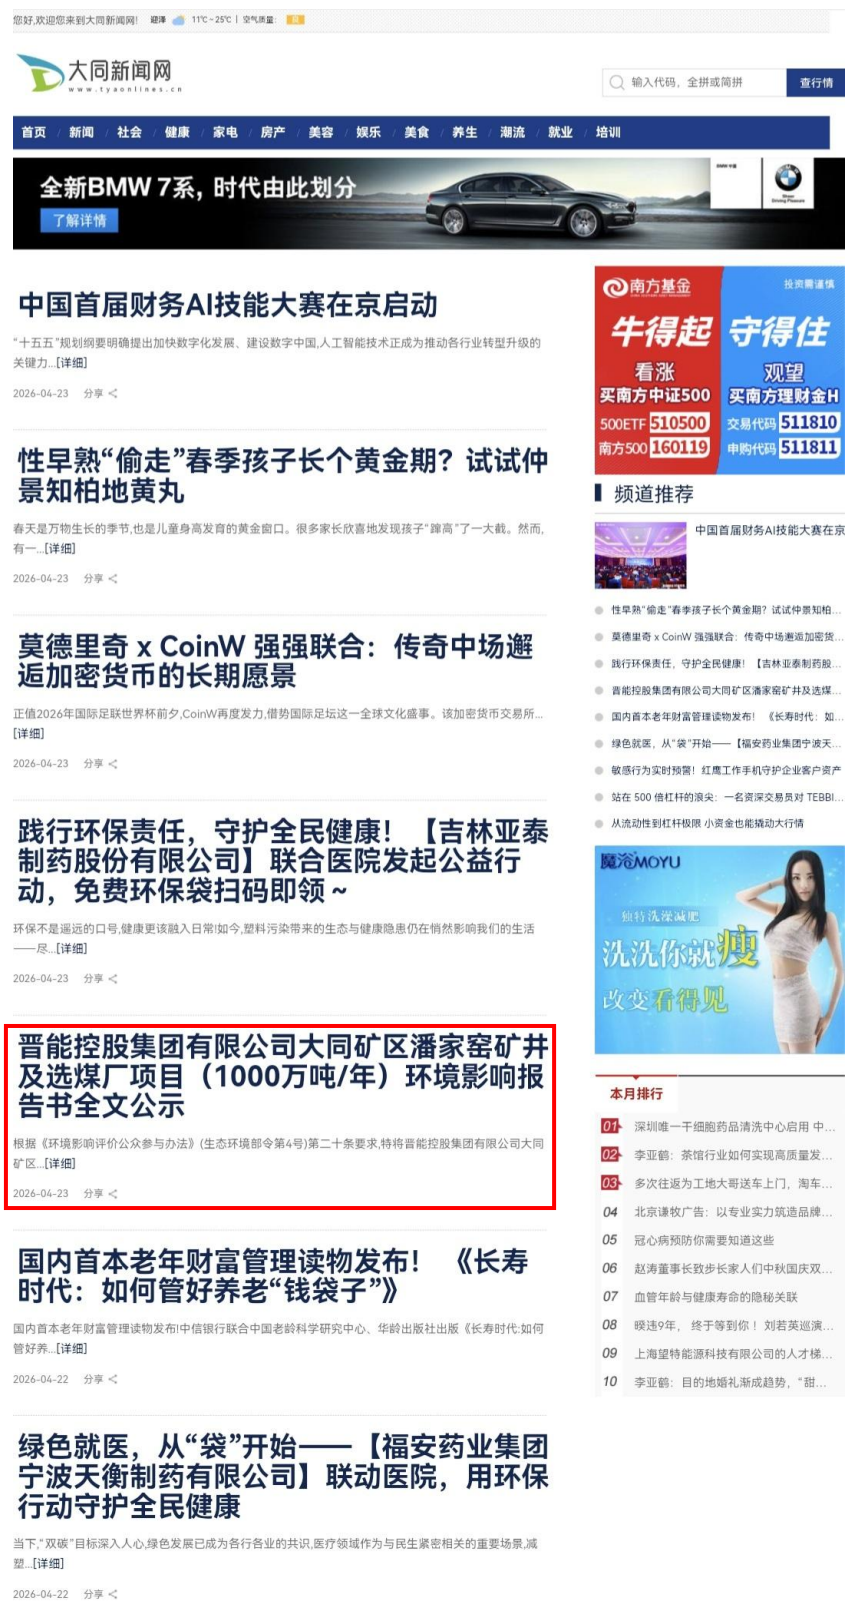 您好,欢迎您来到大同新闻网! 迎泽 11℃~25℃ | 空气质量: 良
大同新闻网
www.tyaonlines.cn
输入代码、全拼或简拼 查行情
首页 / 新闻 / 社会 / 健康 / 家电 / 房产 / 美容 / 娱乐 / 美食 / 养生 / 潮流 / 就业 / 培训
全新BMW 7系，时代由此划分
了解详情
中国首届财务AI技能大赛在京启动
“十五五”规划纲要明确提出加快数字化发展、建设数字中国,人工智能技术正成为推动各行业转型升级的
关键力...[详细]
2026-04-23 分享
性早熟“偷走”春季孩子长个黄金期？试试仲
景知柏地黄丸
春天是万物生长的季节,也是儿童身高发育的黄金窗口。很多家长欣喜地发现孩子“蹿高”了一大截。然而,
有一...[详细]
2026-04-23 分享
莫德里奇 x CoinW 强强联合：传奇中场邂
逅加密货币的长期愿景
正值2026年国际足联世界杯前夕,CoinW再度发力,借势国际足坛这一全球文化盛事。该加密货币交易所...
[详细]
2026-04-23 分享
践行环保责任，守护全民健康！【吉林亚泰
制药股份有限公司】联合医院发起公益行
动，免费环保袋扫码即领 ~
环保不是遥远的口号,健康更该融入日常!如今,塑料污染带来的生态与健康隐患仍在悄然影响我们的生活
——尽...[详细]
2026-04-23 分享
晋能控股集团有限公司大同矿区潘家窑矿井
及选煤厂项目（1000万吨/年）环境影响报
告书全文公示
根据《环境影响评价公众参与办法》(生态环境部令第4号)第二十条要求,特将晋能控股集团有限公司大同
矿区...[详细]
2026-04-23 分享
国内首本老年财富管理读物发布！ 《长寿
时代：如何管好养老“钱袋子”》
国内首本老年财富管理读物发布!中信银行联合中国老龄科学研究中心、华龄出版社出版《长寿时代:如何
管好养...[详细]
2026-04-22 分享
绿色就医，从“袋”开始——【福安药业集团
宁波天衡制药有限公司】联动医院，用环保
行动守护全民健康
当下,“双碳”目标深入人心,绿色发展已成为各行各业的共识,医疗领域作为与民生紧密相关的重要场景,减
塑...[详细]
2026-04-22 分享
南方基金 投资需谨慎
牛得起 守得住
看涨 观望
买南方中证500 买南方理财金H
500ETF 510500 交易代码 511810
南方500 160119 申购代码 511811
频道推荐
中国首届财务AI技能大赛在京
性早熟“偷走”春季孩子长个黄金期？试试仲景知柏...
莫德里奇 x CoinW 强强联合：传奇中场邂逅加密货...
践行环保责任，守护全民健康！【吉林亚泰制药股...
晋能控股集团有限公司大同矿区潘家窑矿井及选煤...
国内首本老年财富管理读物发布！ 《长寿时代：如...
绿色就医，从“袋”开始——【福安药业集团宁波天...
敏感行为实时预警！红鹰工作手机守护企业客户资产
站在 500 倍杠杆的浪尖：一名资深交易员对 TEBBI...
从流动性到杠杆极限 小资金也能撬动大行情
魔浴MOYU
独特洗澡减肥
洗洗你就瘦
改变看得见
本月排行
01 深圳唯一干细胞药品清洗中心启用 中...
02 李亚鹤：茶馆行业如何实现高质量发...
03 多次往返为工地大哥送车上门，淘车...
04 北京谦牧广告：以专业实力筑造品牌...
05 冠心病预防你需要知道这些
06 赵涛董事长致步长家人们中秋国庆双...
07 血管年龄与健康寿命的隐秘关联
08 暌违9年， 终于等到你 ！ 刘若英巡演...
09 上海望特能源科技有限公司的人才梯...
10 李亚鹤：目的地婚礼渐成趋势，“甜...